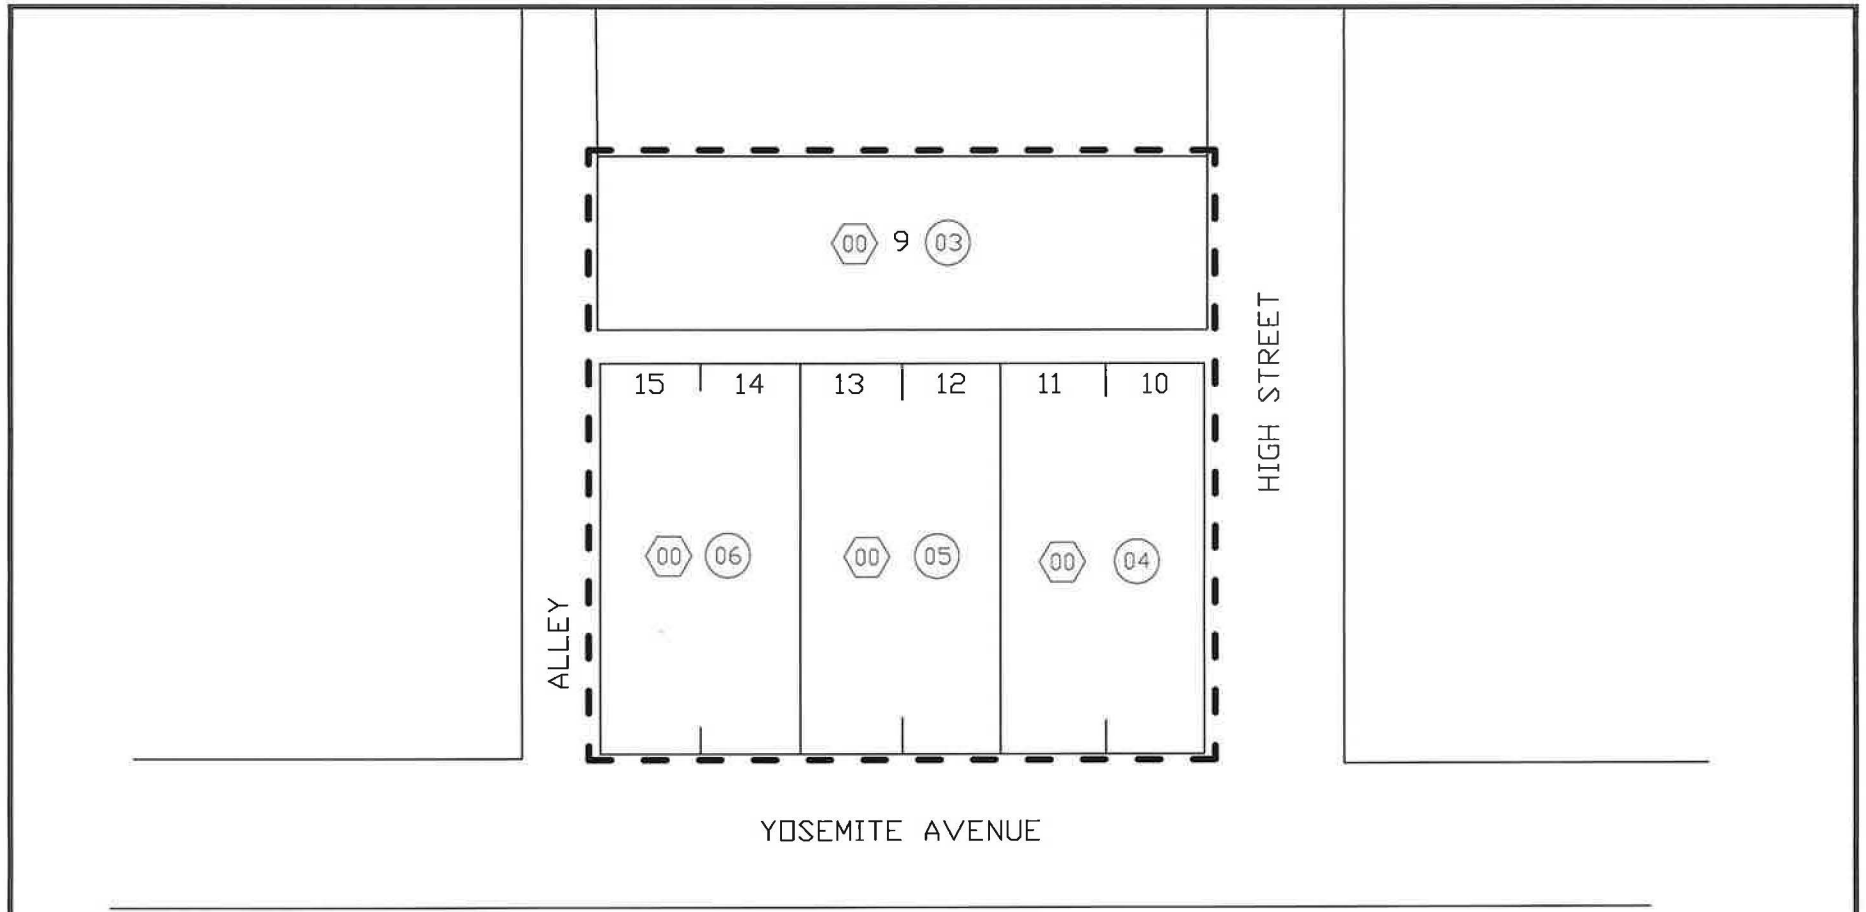 00 9 03
15 14 13 12 11 10
HIGH STREET
00 06 00 05 00 04
ALLEY
YOSEMITE AVENUE